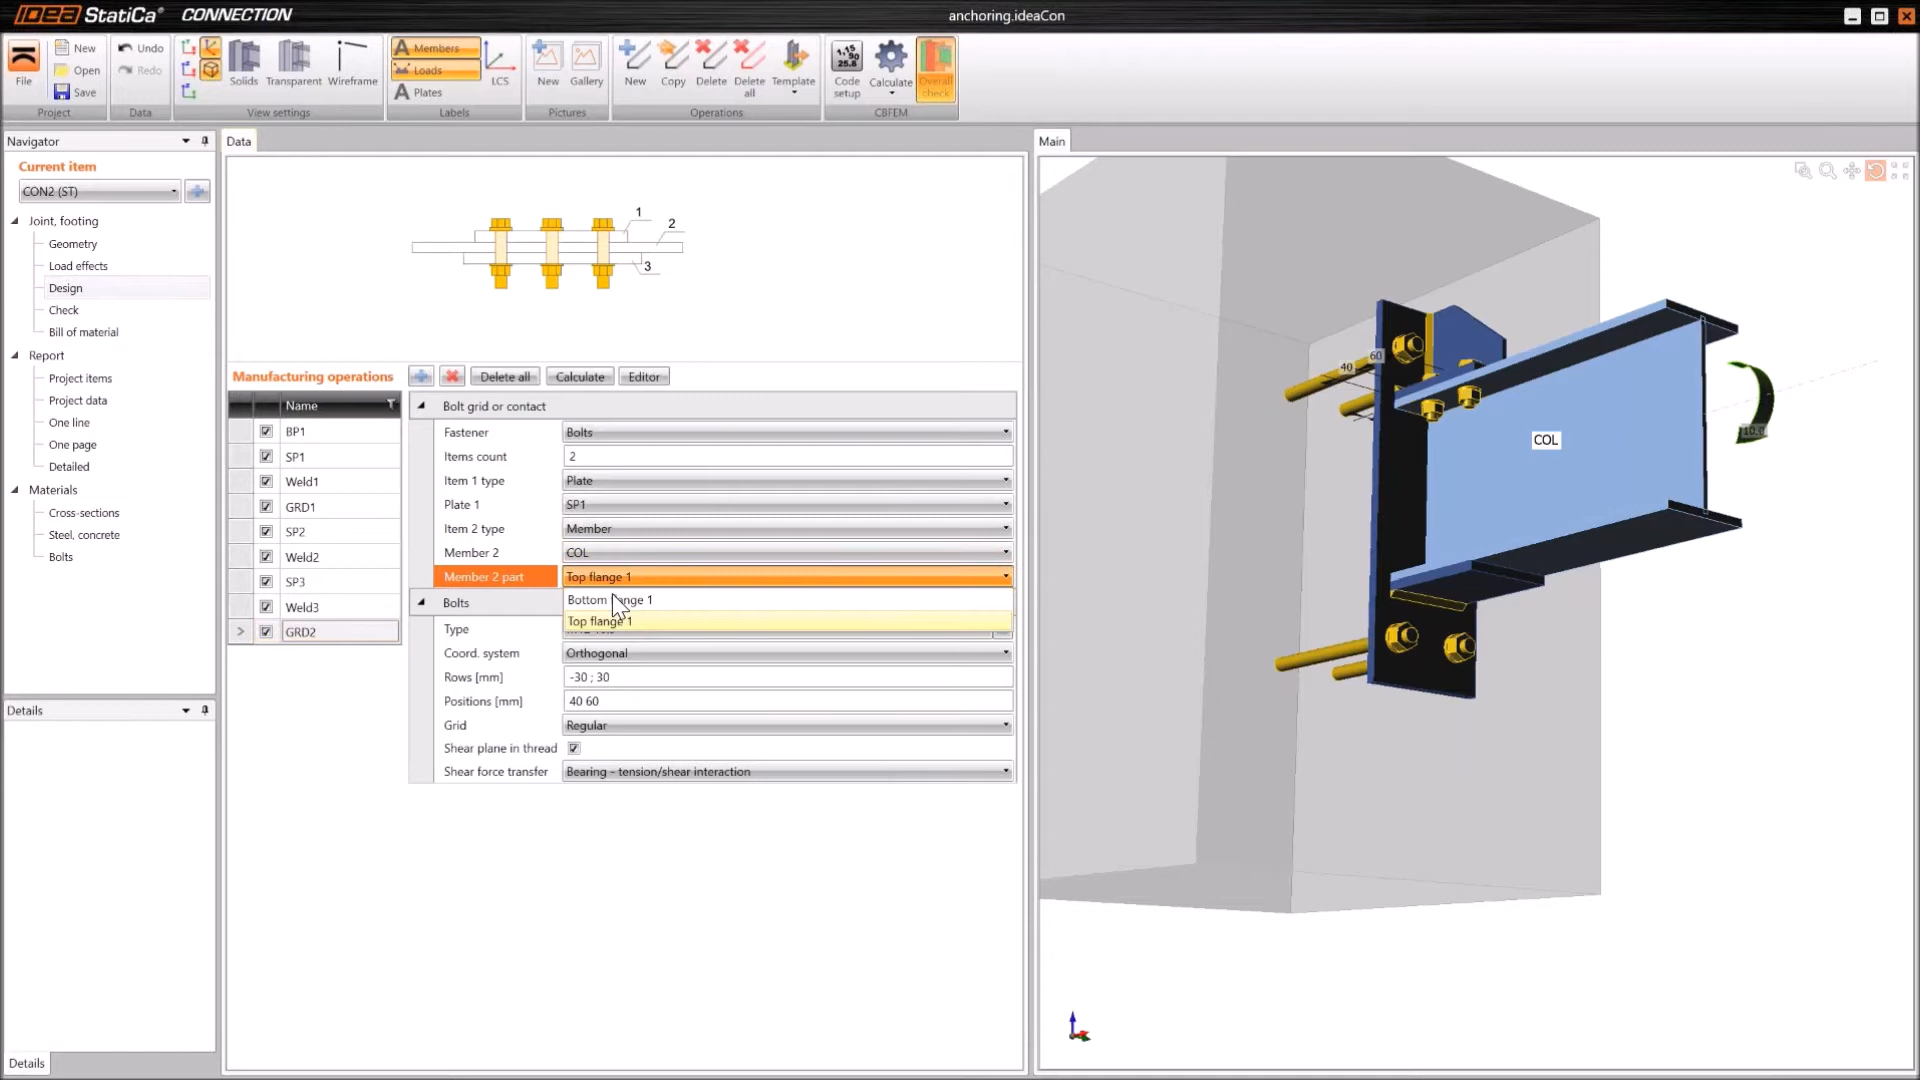 IDEA StatiCa® CONNECTION
anchoring.ideaCon
File
New
Open
Save
Undo
Redo
Solids
Transparent
Wireframe
Members
Loads
Plates
LCS
New
Gallery
New
Copy
Delete
Delete all
Template
Code setup
Calculate
Overall check
Project
Data
View settings
Labels
Pictures
Operations
CBFEM
Navigator
Current item
CON2 (ST)
Joint, footing
Geometry
Load effects
Design
Check
Bill of material
Report
Project items
Project data
One line
One page
Detailed
Materials
Cross-sections
Steel, concrete
Bolts
Details
Details
Data
1
2
3
Manufacturing operations
Delete all
Calculate
Editor
Name
BP1
SP1
Weld1
GRD1
SP2
Weld2
SP3
Weld3
GRD2
Bolt grid or contact
Fastener Bolts
Items count 2
Item 1 type Plate
Plate 1 SP1
Item 2 type Member
Member 2 COL
Member 2 part Top flange 1
Bottom flange 1
Top flange 1
Bolts
Type
Coord. system Orthogonal
Rows [mm] -30 ; 30
Positions [mm] 40 60
Grid Regular
Shear plane in thread
Shear force transfer Bearing - tension/shear interaction
Main
40
60
COL